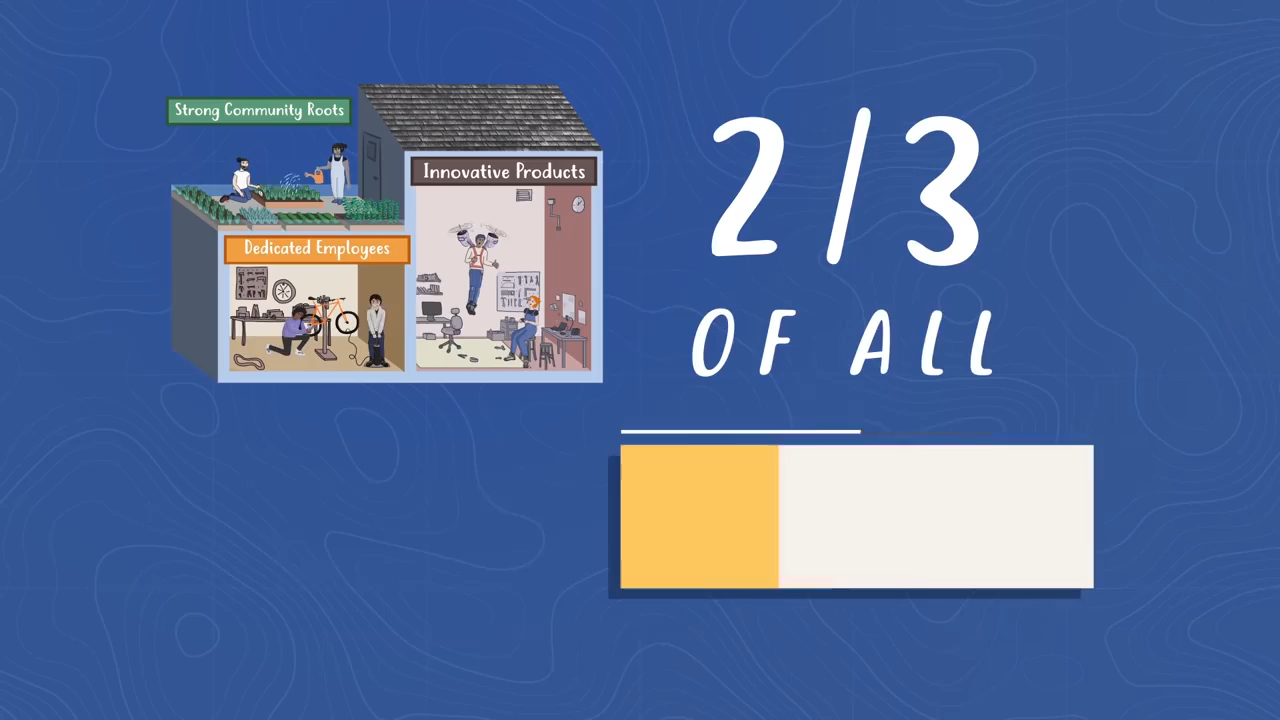 Strong Community Roots
Innovative Products
Dedicated Employees
2/3
OF ALL